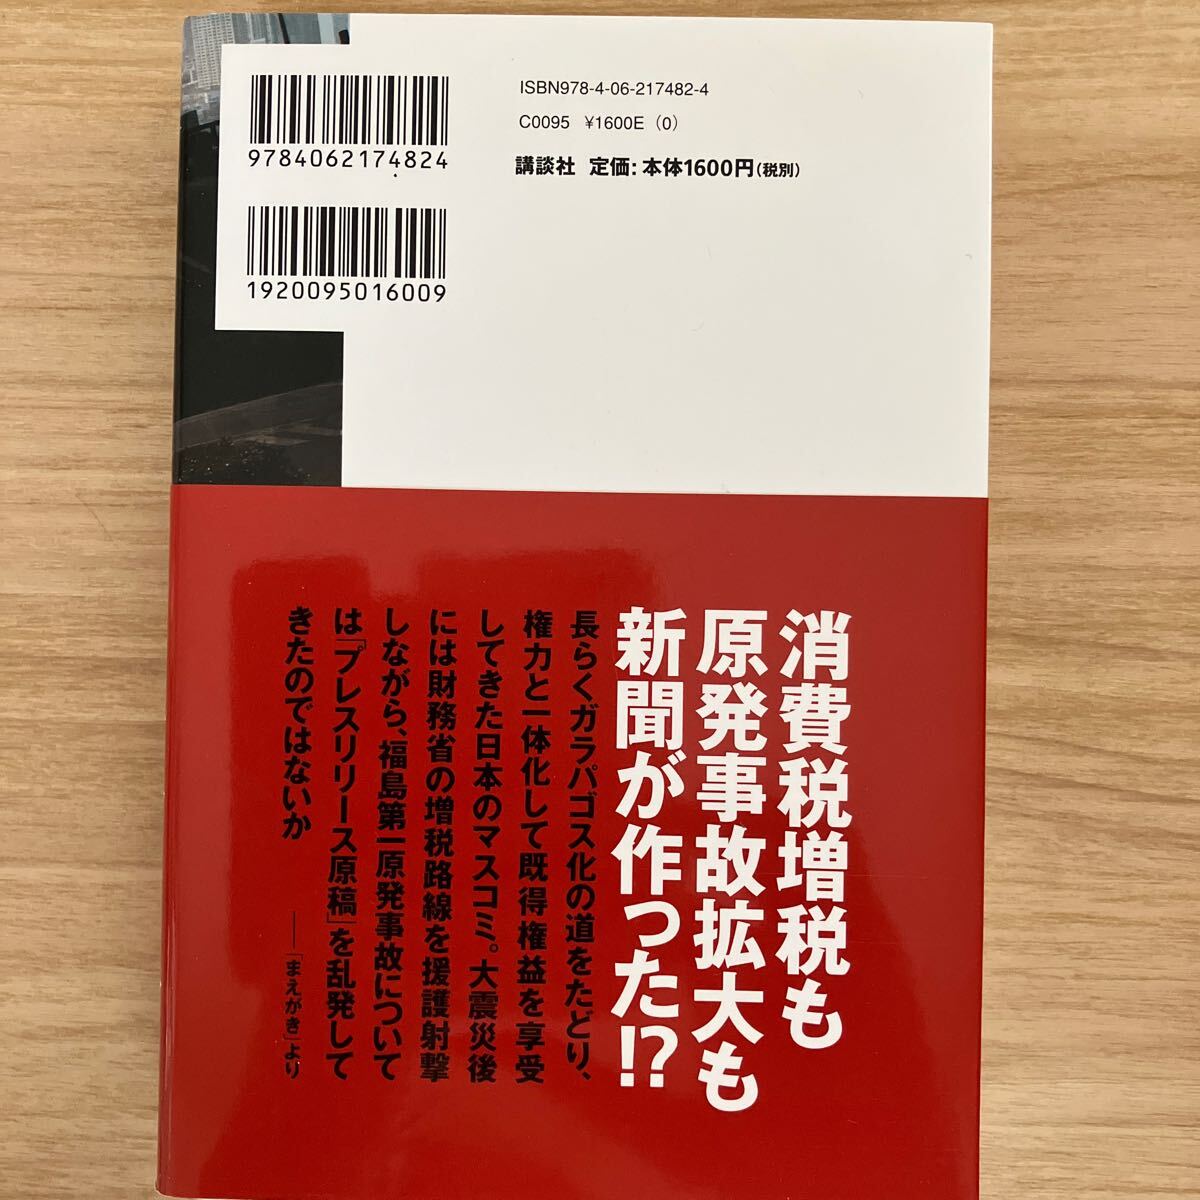 9784062174824
1920095016009
ISBN978-4-06-217482-4
C0095 ¥1600E (0)
講談社 定価:本体1600円(税別)
消費税増税も
原発事故拡大も
新聞が作った!?
長らくガラパゴス化の道をたどり、
権力と一体化して既得権益を享受
してきた日本のマスコミ。大震災後
には財務省の増税路線を援護射撃
しながら、福島第一原発事故について
は「プレスリリース原稿」を乱発して
きたのではないか
――「まえがき」より